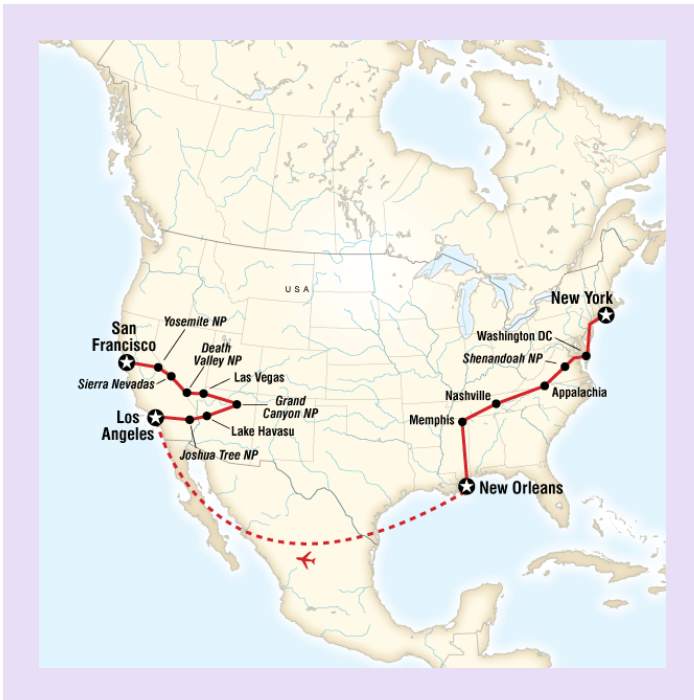 USA
New York
San
Francisco
Yosemite NP
Washington DC
Death
Valley NP
Shenandoah NP
Sierra Nevadas
Las Vegas
Appalachia
Nashville
Grand
Canyon NP
Los
Angeles
Memphis
Lake Havasu
Joshua Tree NP
New Orleans